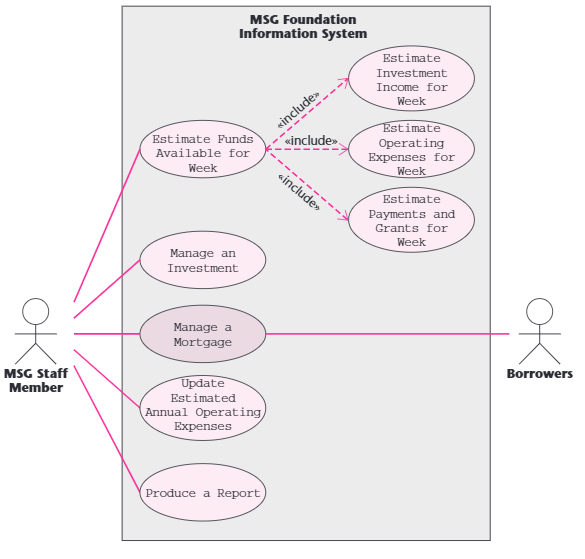 MSG Foundation
Information System
Estimate
Investment
Income for
Week
«include»
Estimate Funds
Available for
Week
«include»
Estimate
Operating
Expenses for
Week
«include»
Estimate
Payments and
Grants for
Week
Manage an
Investment
Manage a
Mortgage
MSG Staff
Member
Borrowers
Update
Estimated
Annual Operating
Expenses
Produce a Report